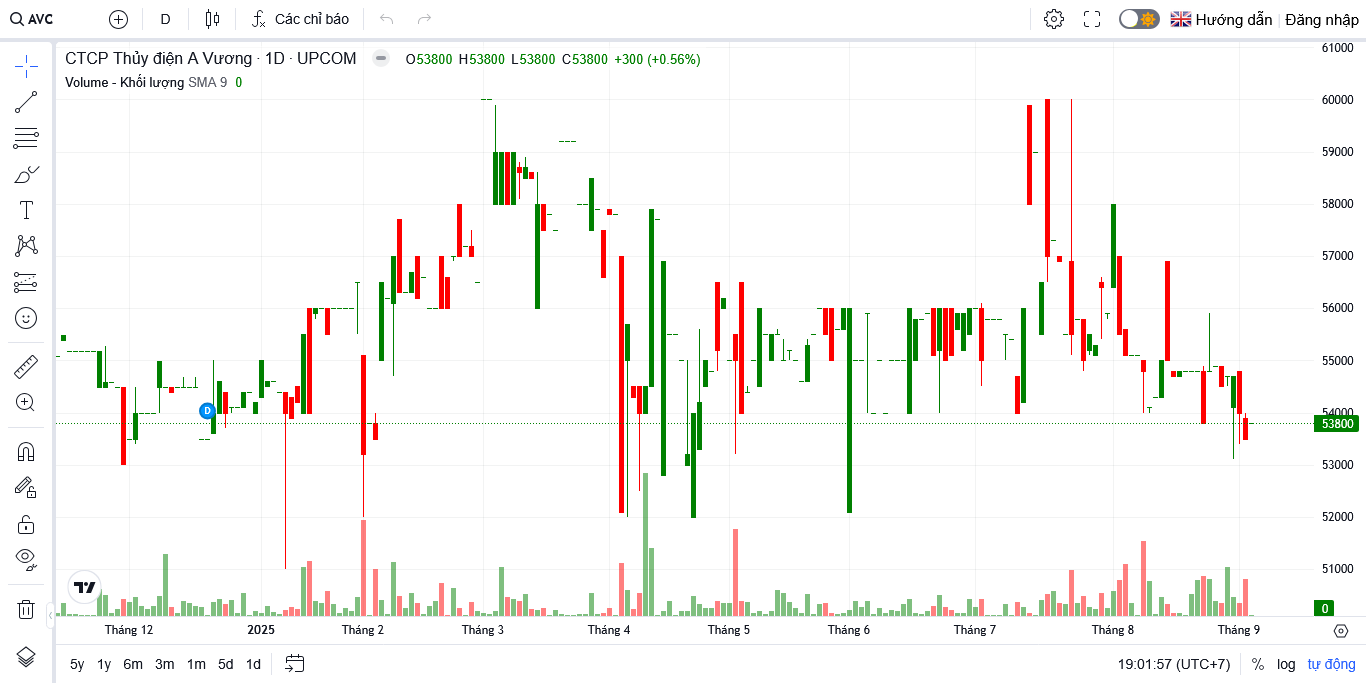 AVC D Các chỉ báo Hướng dẫn Đăng nhập
CTCP Thủy điện A Vương · 1D · UPCOM O53800 H53800 L53800 C53800 +300 (+0.56%)
Volume - Khối lượng SMA 9 0
61000
60000
59000
58000
57000
56000
55000
54000
53800
53000
52000
51000
0
D
Tháng 12 2025 Tháng 2 Tháng 3 Tháng 4 Tháng 5 Tháng 6 Tháng 7 Tháng 8 Tháng 9
5y 1y 6m 3m 1m 5d 1d 19:01:57 (UTC+7) % log tự động